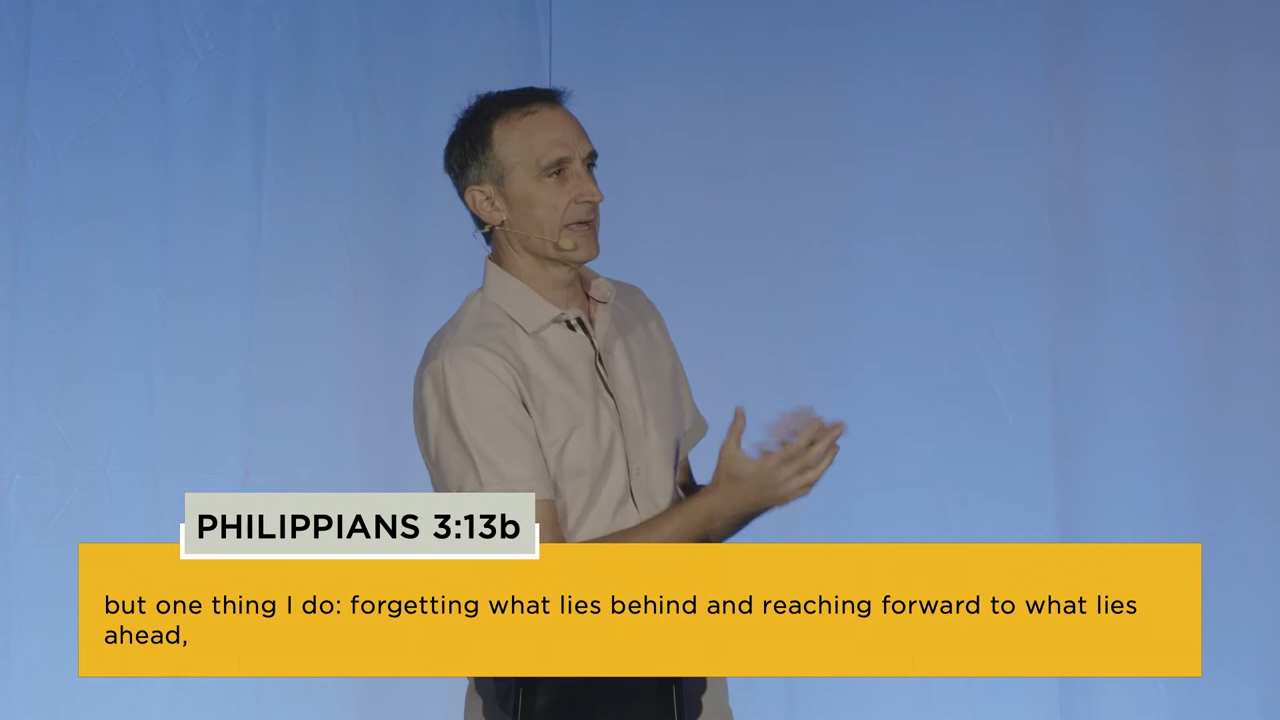 PHILIPPIANS 3:13b
but one thing I do: forgetting what lies behind and reaching forward to what lies
ahead,